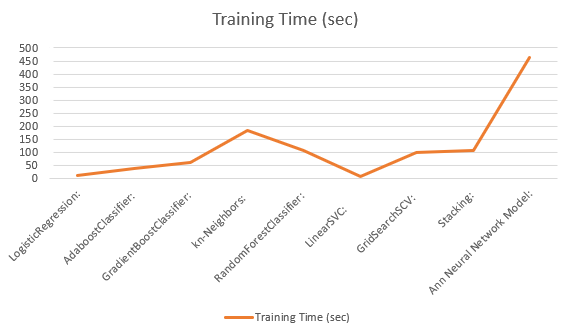 Training Time (sec)
500
450
400
350
300
250
200
150
100
50
0
LogisticRegression:
AdaboostClassifier:
GradientBoostClassifier:
kn-Neighbors:
RandomForestClassifier:
LinearSVC:
GridSearchSCV:
Stacking:
Ann Neural Network Model:
Training Time (sec)